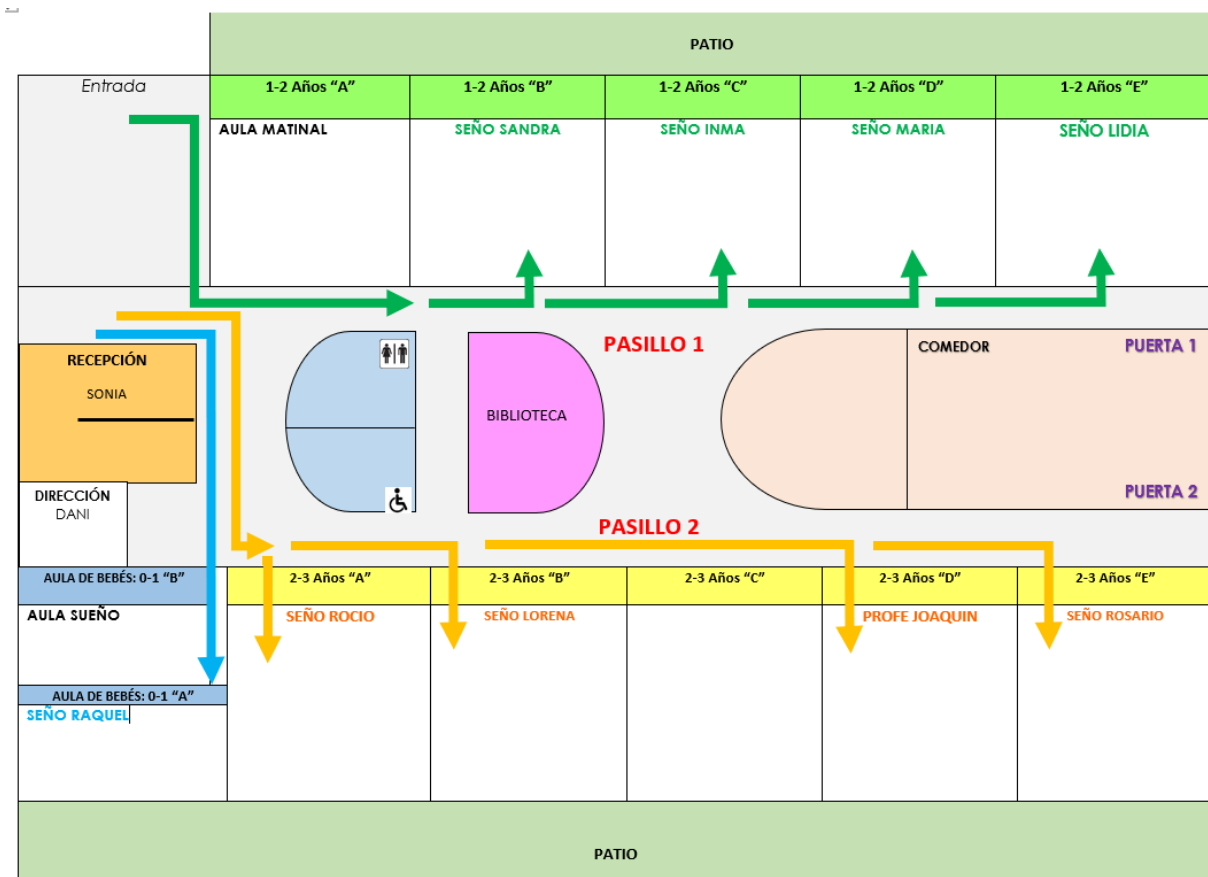 PATIO
Entrada
1-2 Años “A”
1-2 Años “B”
1-2 Años “C”
1-2 Años “D”
1-2 Años “E”
AULA MATINAL
SEÑO SANDRA
SEÑO INMA
SEÑO MARIA
SEÑO LIDIA
PASILLO 1
RECEPCIÓN
SONIA
BIBLIOTECA
COMEDOR
PUERTA 1
PUERTA 2
DIRECCIÓN
DANI
PASILLO 2
AULA DE BEBÉS: 0-1 “B”
2-3 Años “A”
2-3 Años “B”
2-3 Años “C”
2-3 Años “D”
2-3 Años “E”
AULA SUEÑO
SEÑO ROCIO
SEÑO LORENA
PROFE JOAQUIN
SEÑO ROSARIO
AULA DE BEBÉS: 0-1 “A”
SEÑO RAQUEL
PATIO